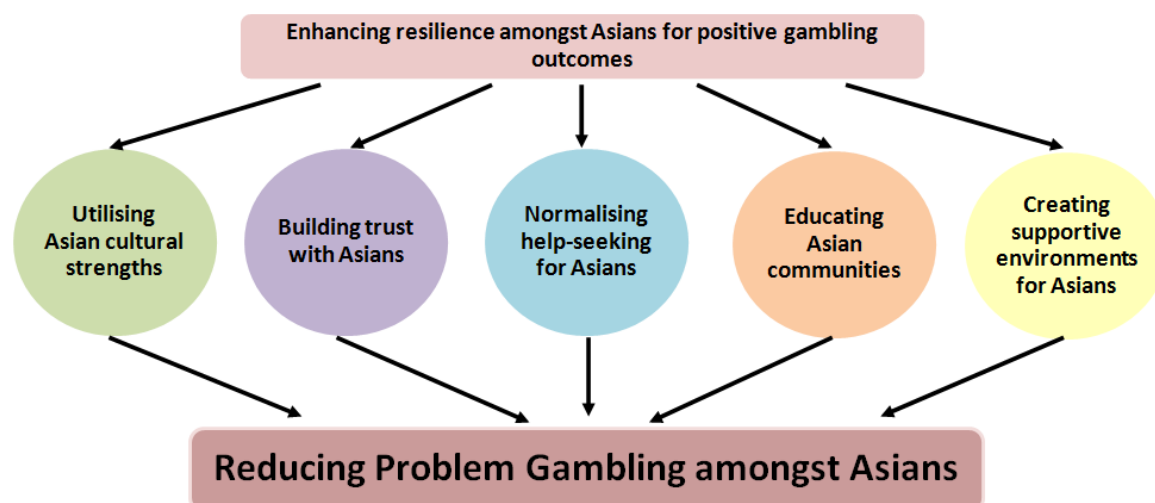 Enhancing resilience amongst Asians for positive gambling
outcomes
Utilising
Asian cultural
strengths
Building trust
with Asians
Normalising
help-seeking
for Asians
Educating
Asian
communities
Creating
supportive
environments
for Asians
Reducing Problem Gambling amongst Asians